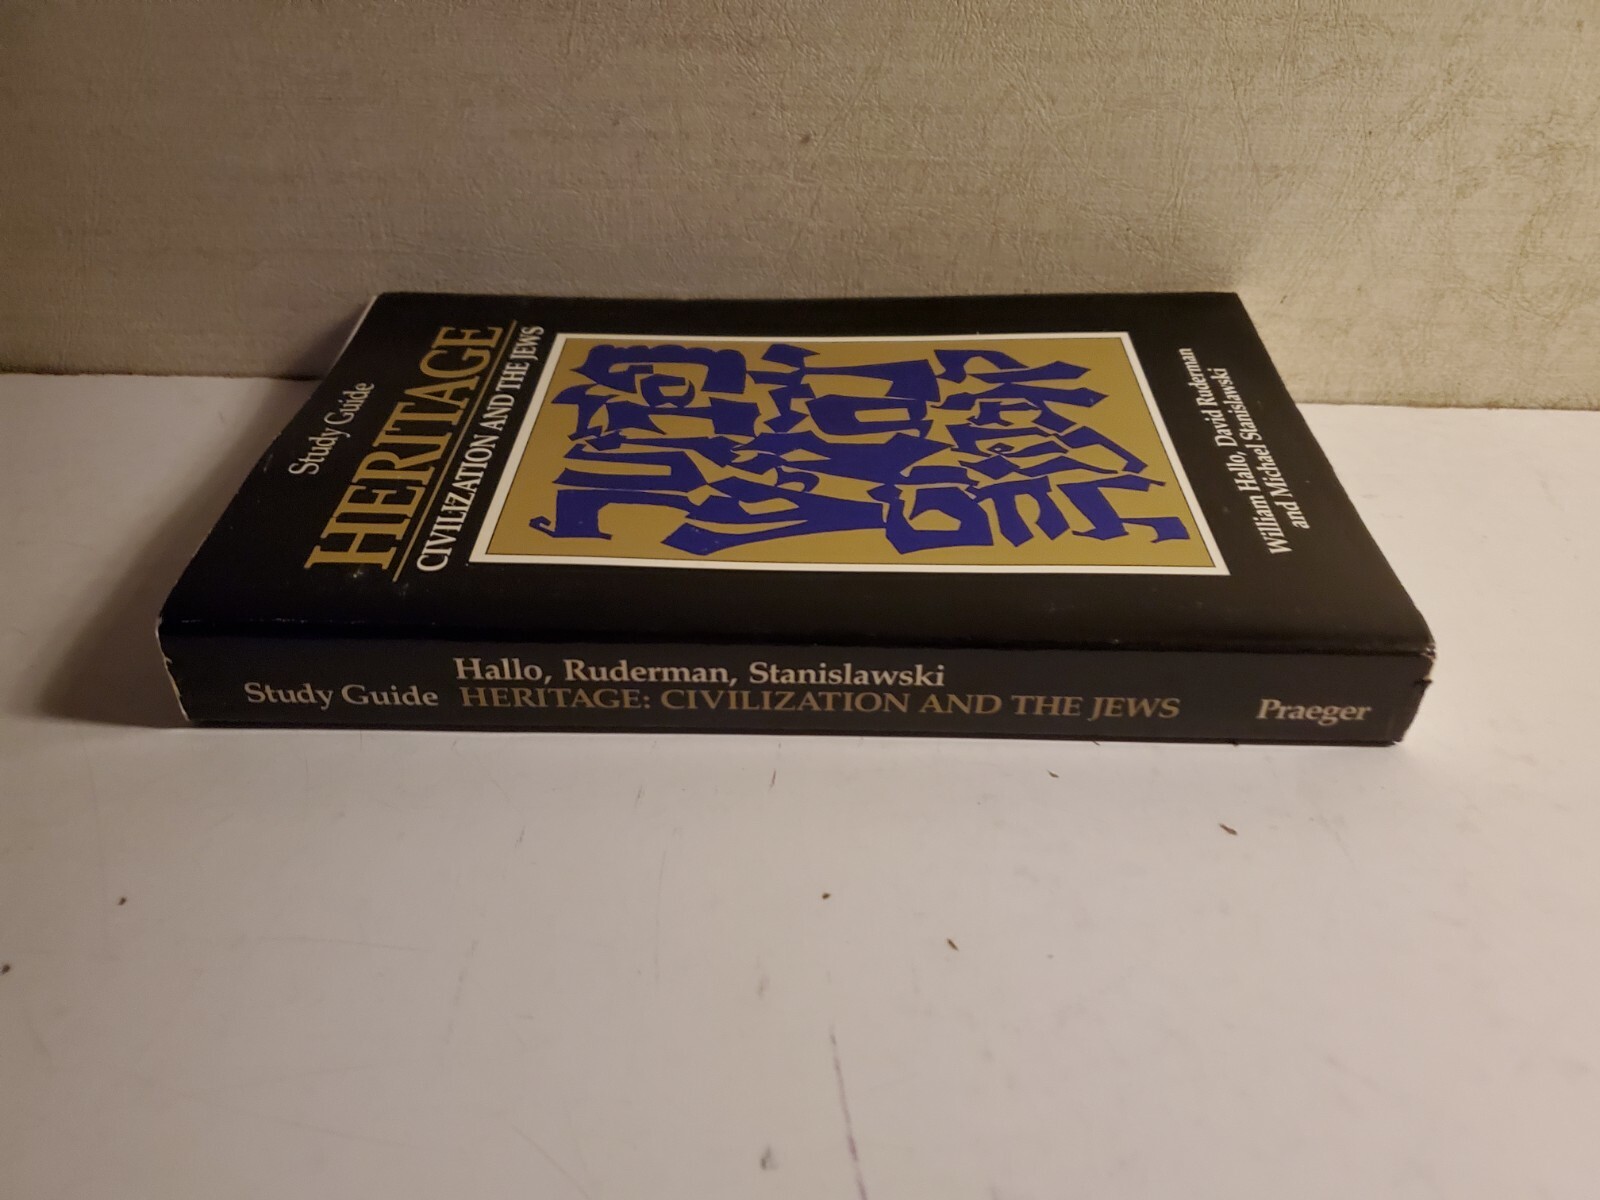 Study Guide
HERITAGE
CIVILIZATION AND THE JEWS
William Hallo, David Ruderman
and Michael Stanislawski
Hallo, Ruderman, Stanislawski
Study Guide HERITAGE: CIVILIZATION AND THE JEWS Praeger